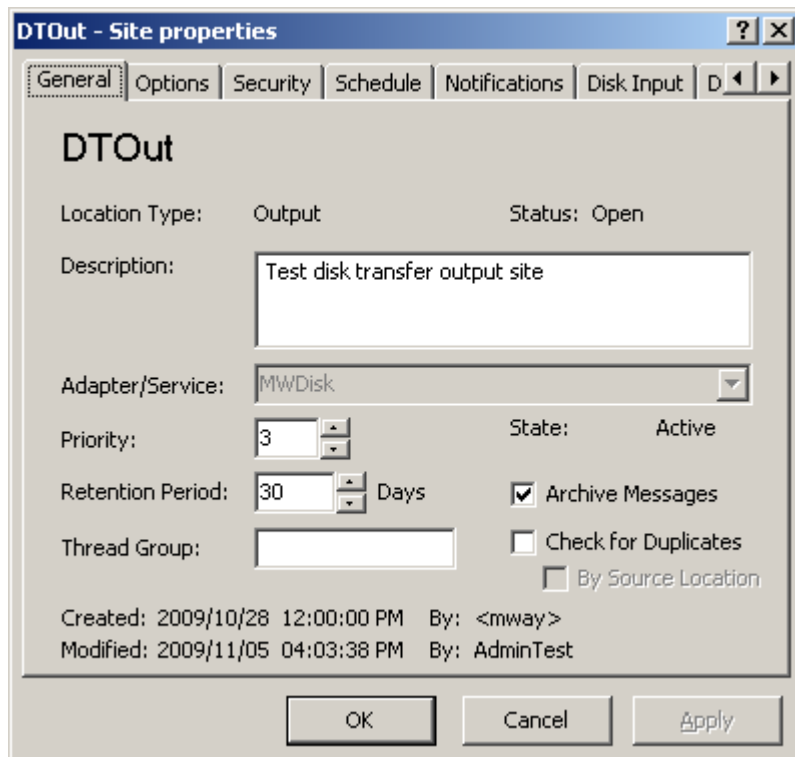 DTOut - Site properties
General Options Security Schedule Notifications Disk Input D
DTOut
Location Type: Output Status: Open
Description: Test disk transfer output site
Adapter/Service: MWDisk
Priority: 3 State: Active
Retention Period: 30 Days Archive Messages
Thread Group: Check for Duplicates
By Source Location
Created: 2009/10/28 12:00:00 PM By: <mway>
Modified: 2009/11/05 04:03:38 PM By: AdminTest
OK Cancel Apply